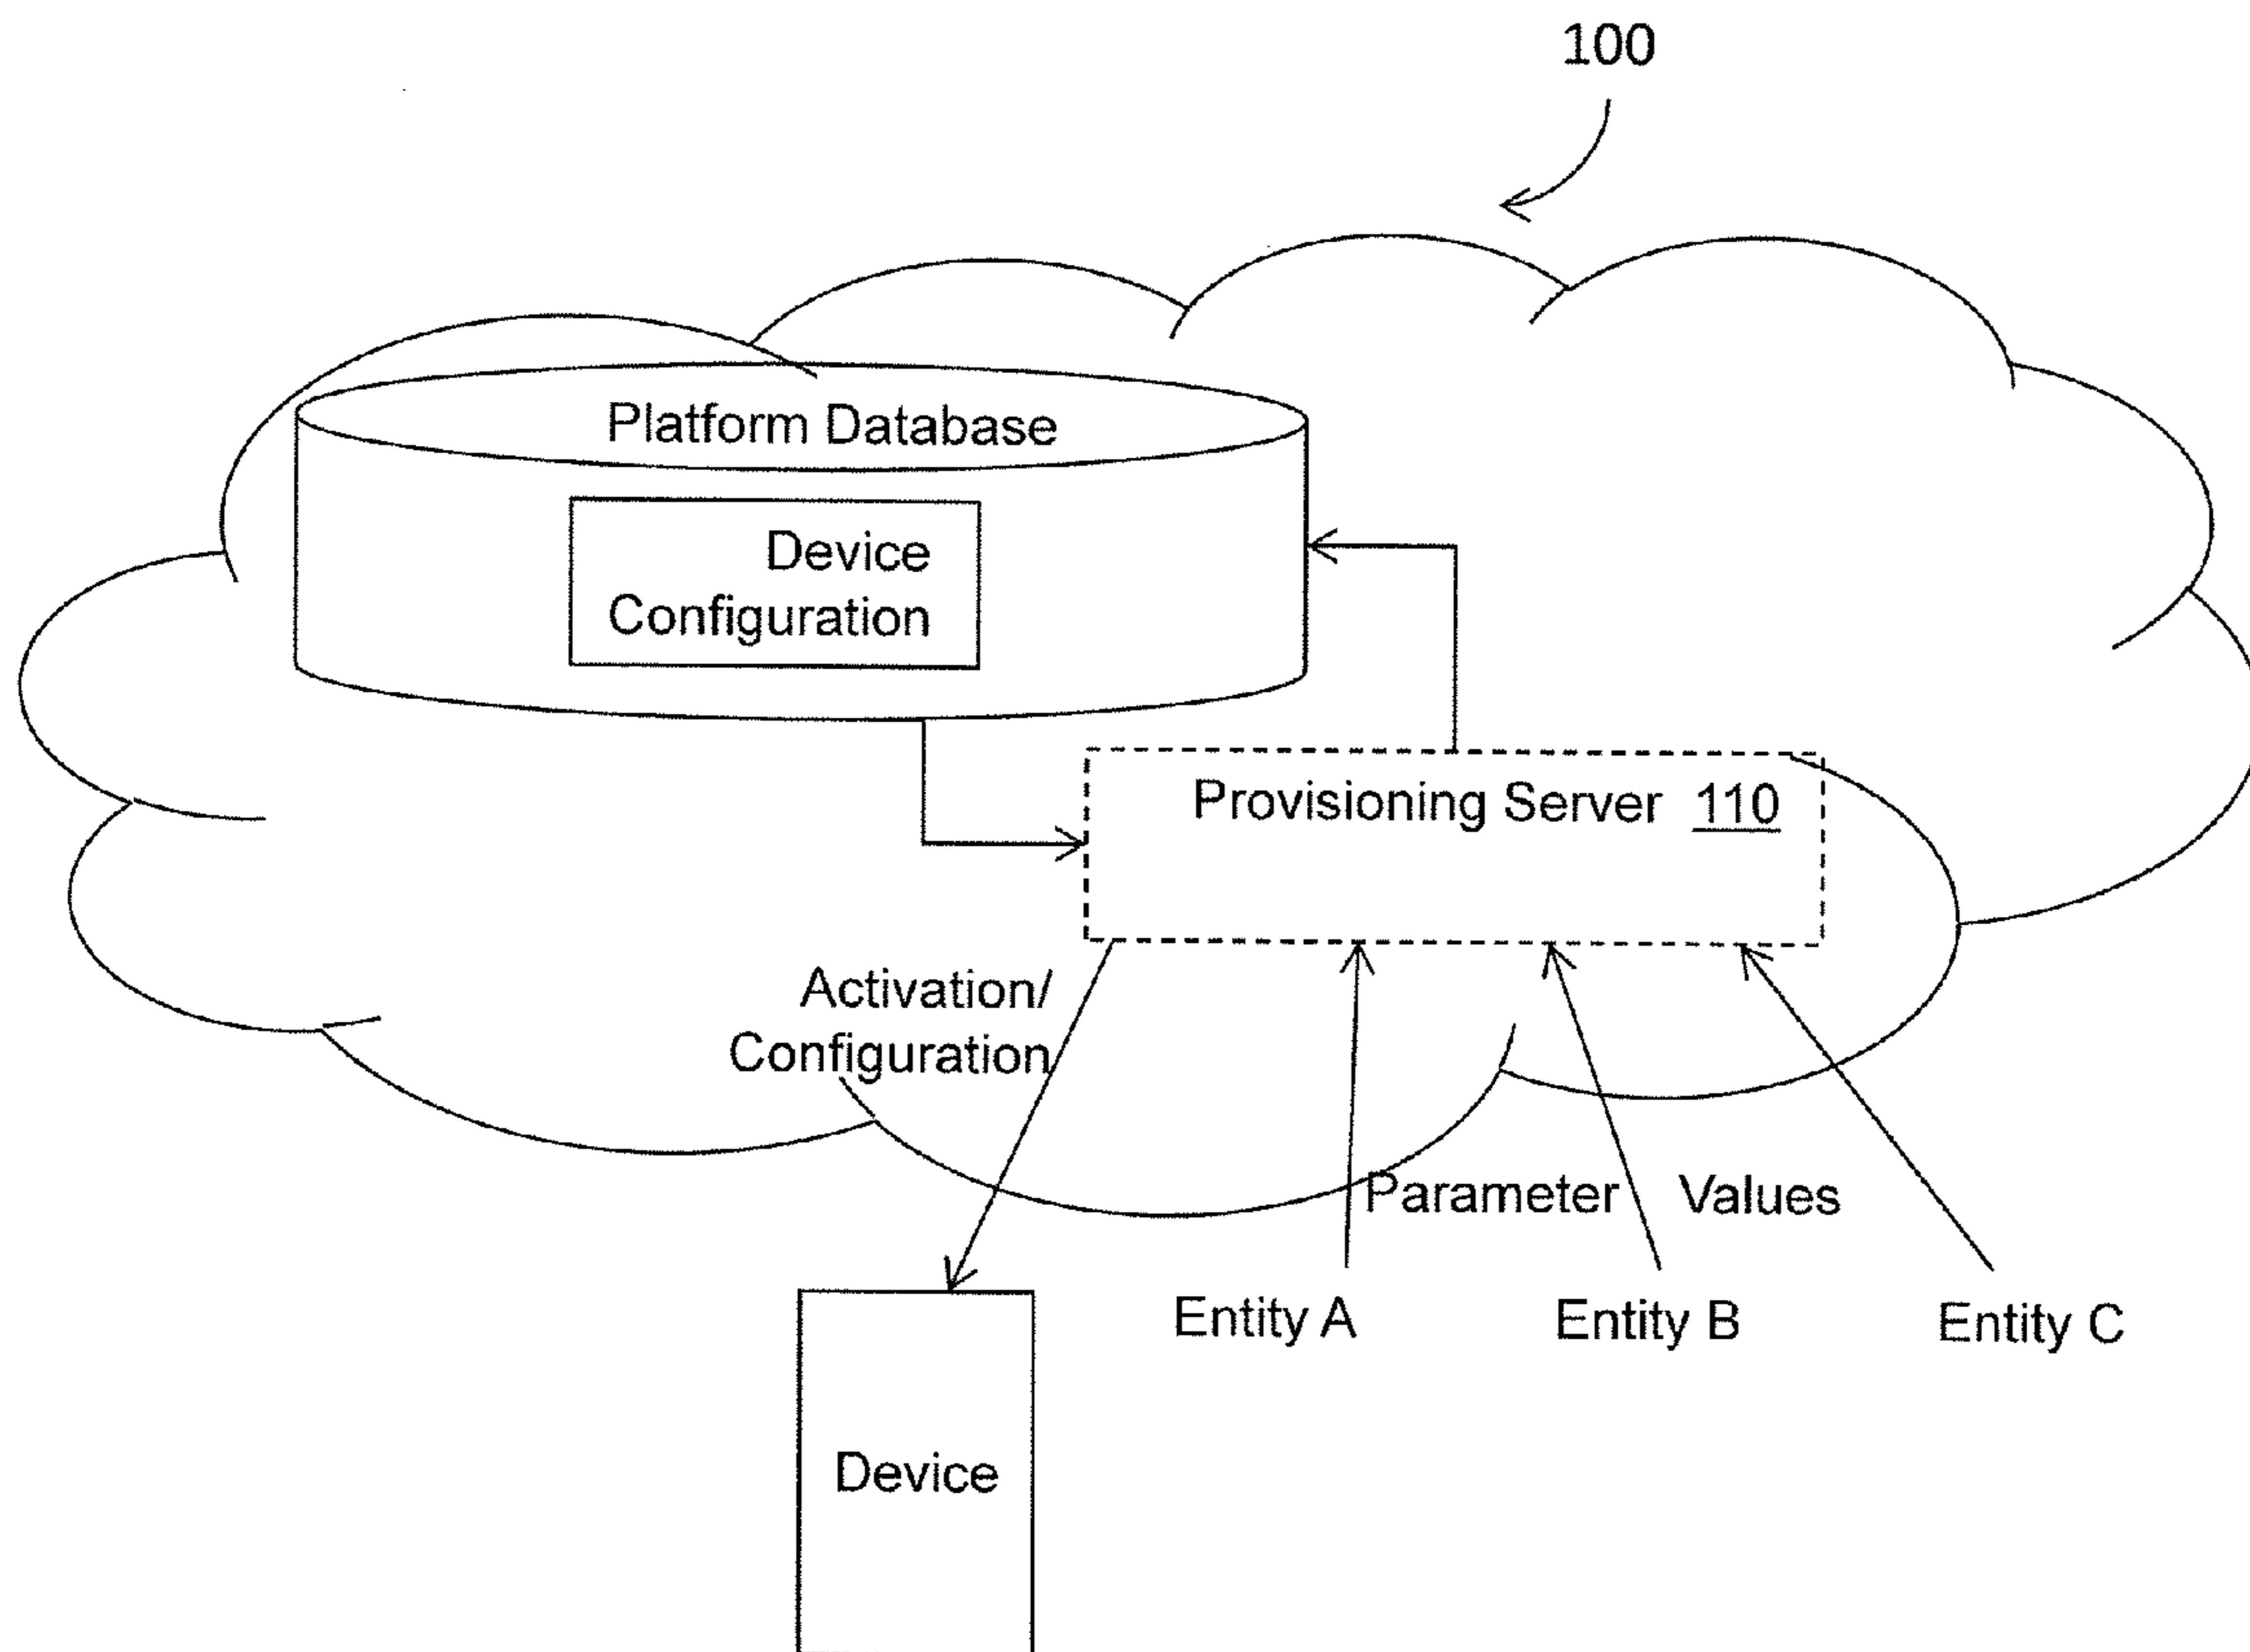 100
Platform Database
Device
Configuration
Provisioning Server 110
Activation/
Configuration
Parameter Values
Entity A
Entity B
Entity C
Device